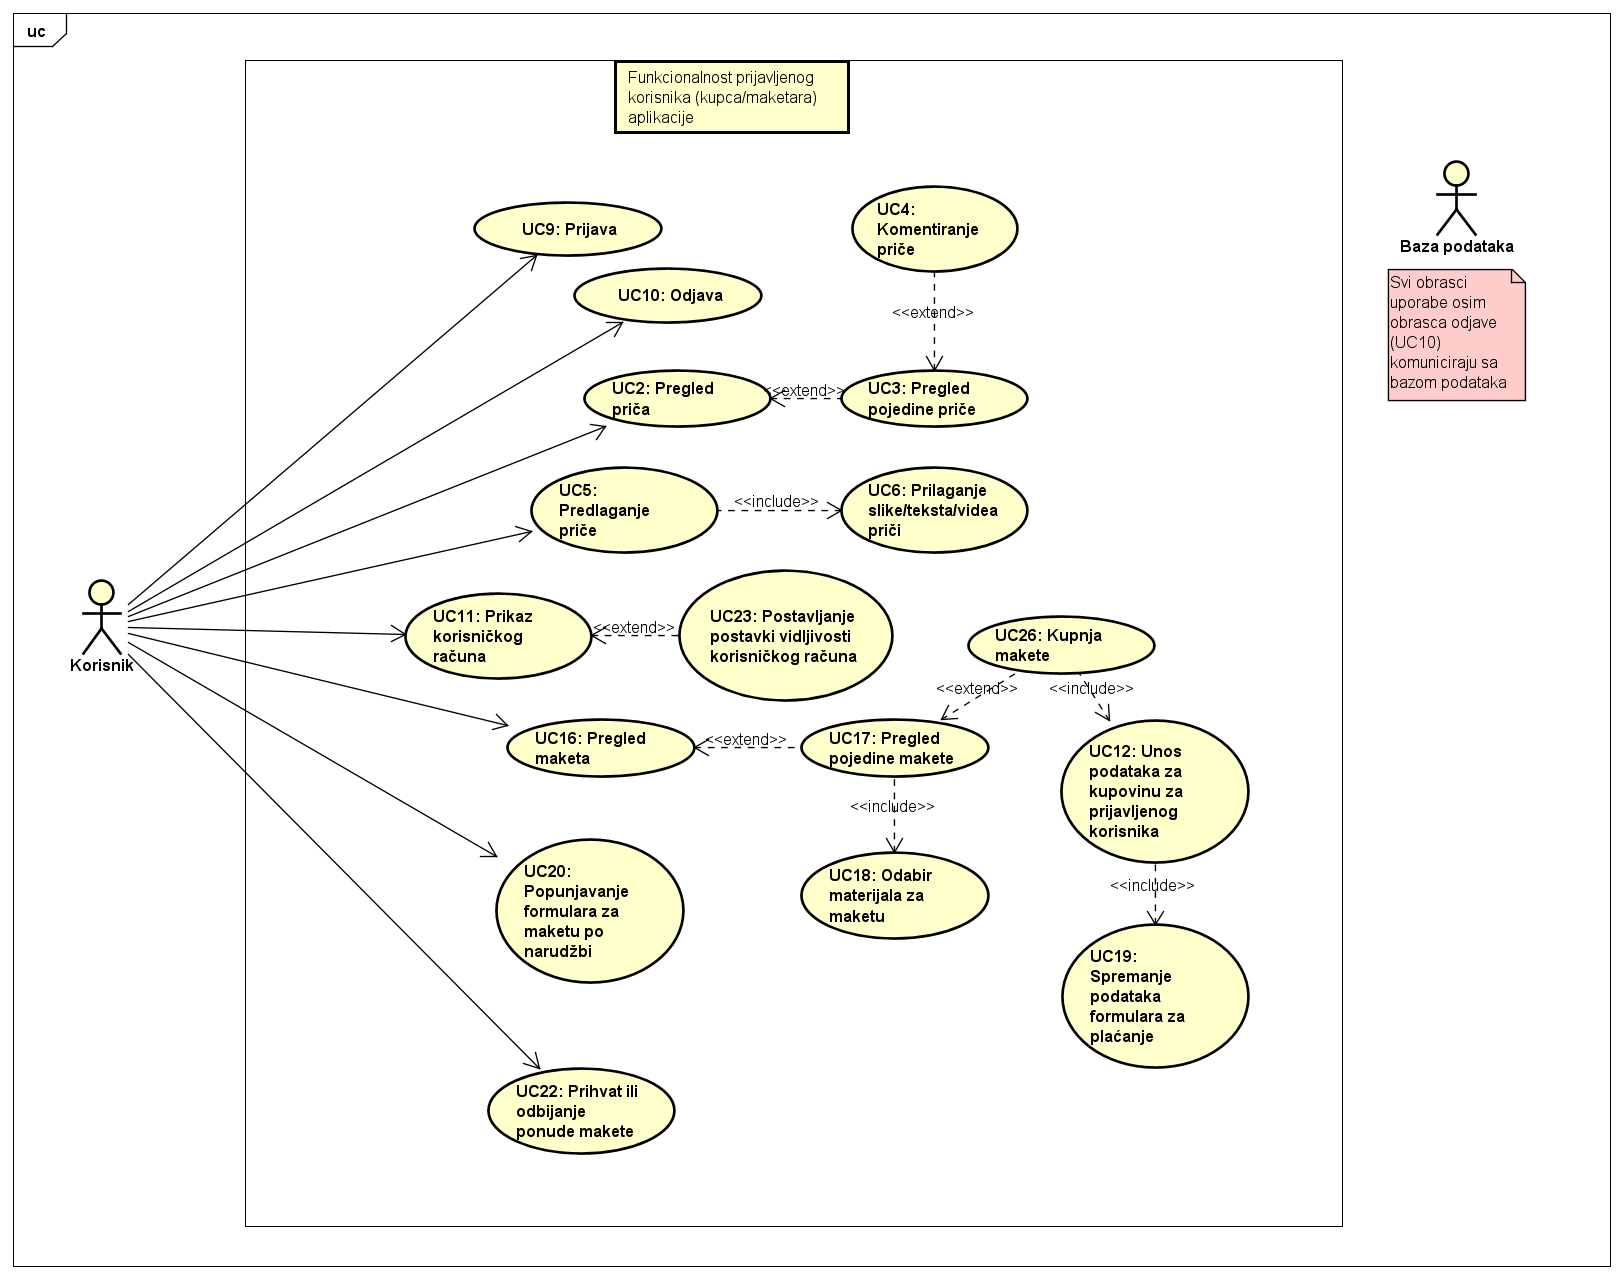 uc
Funkcionalnost prijavljenog
korisnika (kupca/maketara)
aplikacije
Baza podataka
Svi obrasci
uporabe osim
obrasca odjave
(UC10)
komuniciraju sa
bazom podataka
UC9: Prijava
UC4:
Komentiranje
priče
UC10: Odjava
<<extend>>
UC2: Pregled
priča
<<extend>>
UC3: Pregled
pojedine priče
UC5:
Predlaganje
priče
<<include>>
UC6: Prilaganje
slike/teksta/videa
priči
Korisnik
UC11: Prikaz
korisničkog
računa
<<extend>>
UC23: Postavljanje
postavki vidljivosti
korisničkog računa
UC26: Kupnja
makete
<<extend>>
<<include>>
UC16: Pregled
maketa
<<extend>>
UC17: Pregled
pojedine makete
UC12: Unos
podataka za
kupovinu za
prijavljenog
korisnika
<<include>>
UC20:
Popunjavanje
formulara za
maketu po
narudžbi
UC18: Odabir
materijala za
maketu
<<include>>
UC19:
Spremanje
podataka
formulara za
plaćanje
UC22: Prihvat ili
odbijanje
ponude makete